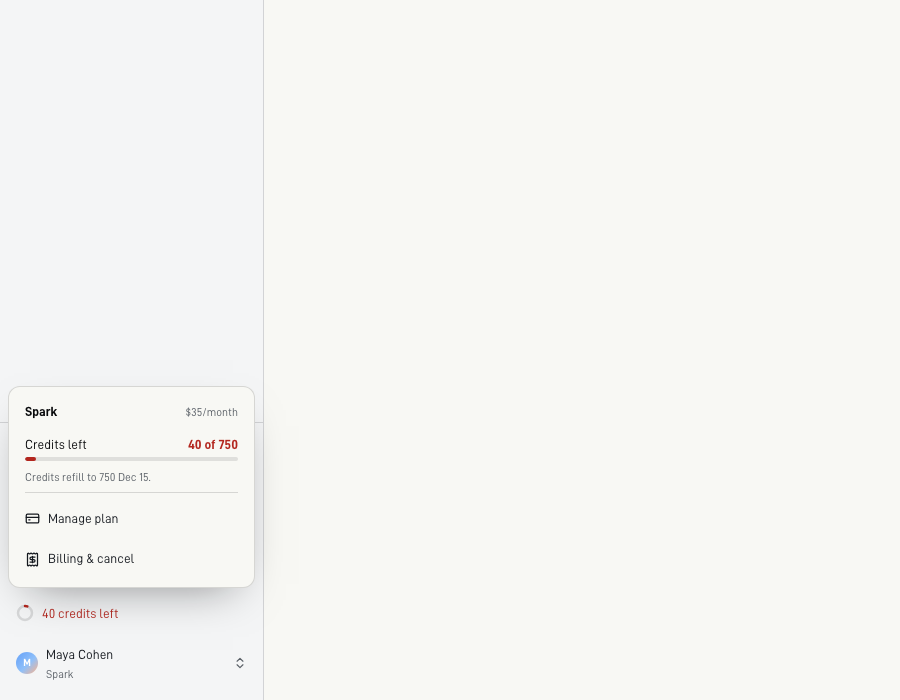 Spark $35/month
Credits left 40 of 750
Credits refill to 750 Dec 15.
Manage plan
Billing & cancel
40 credits left
M
Maya Cohen
Spark